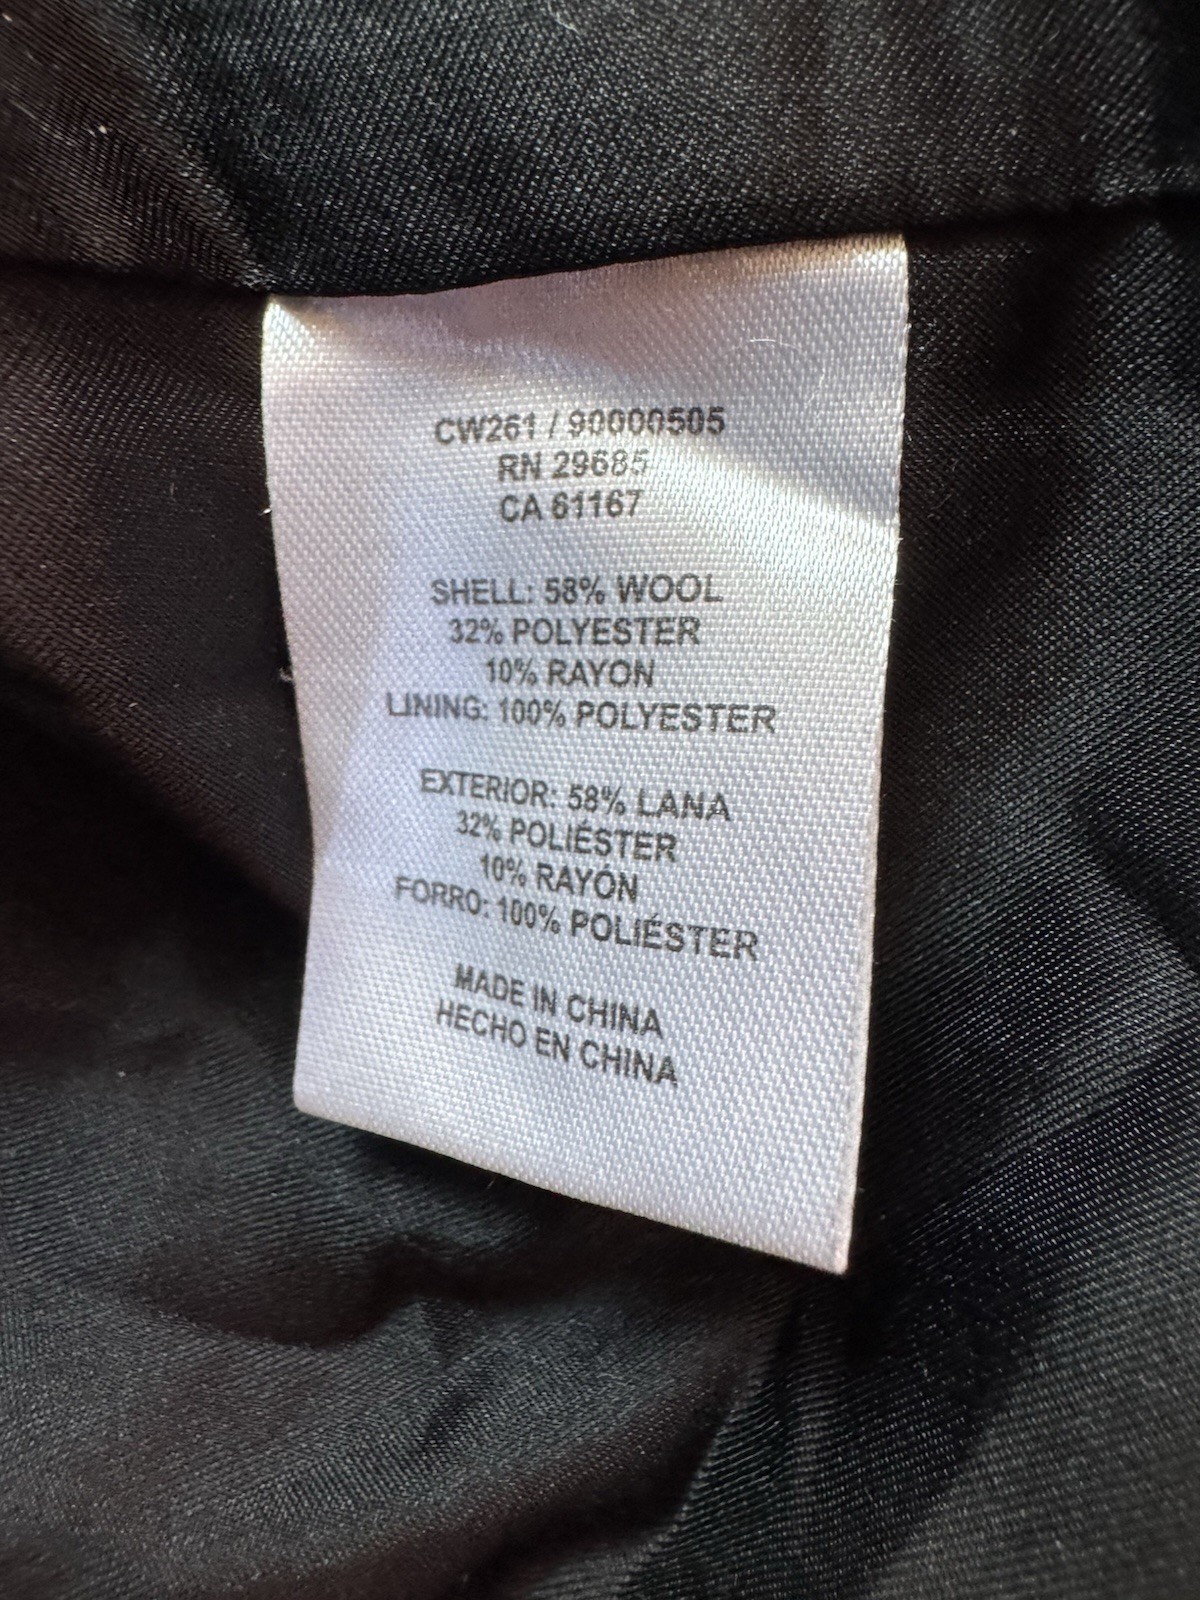 CW261 / 90000505
RN 29685
CA 61167
SHELL: 58% WOOL
32% POLYESTER
10% RAYON
LINING: 100% POLYESTER
EXTERIOR: 58% LANA
32% POLIÉSTER
10% RAYÓN
FORRO: 100% POLIÉSTER
MADE IN CHINA
HECHO EN CHINA